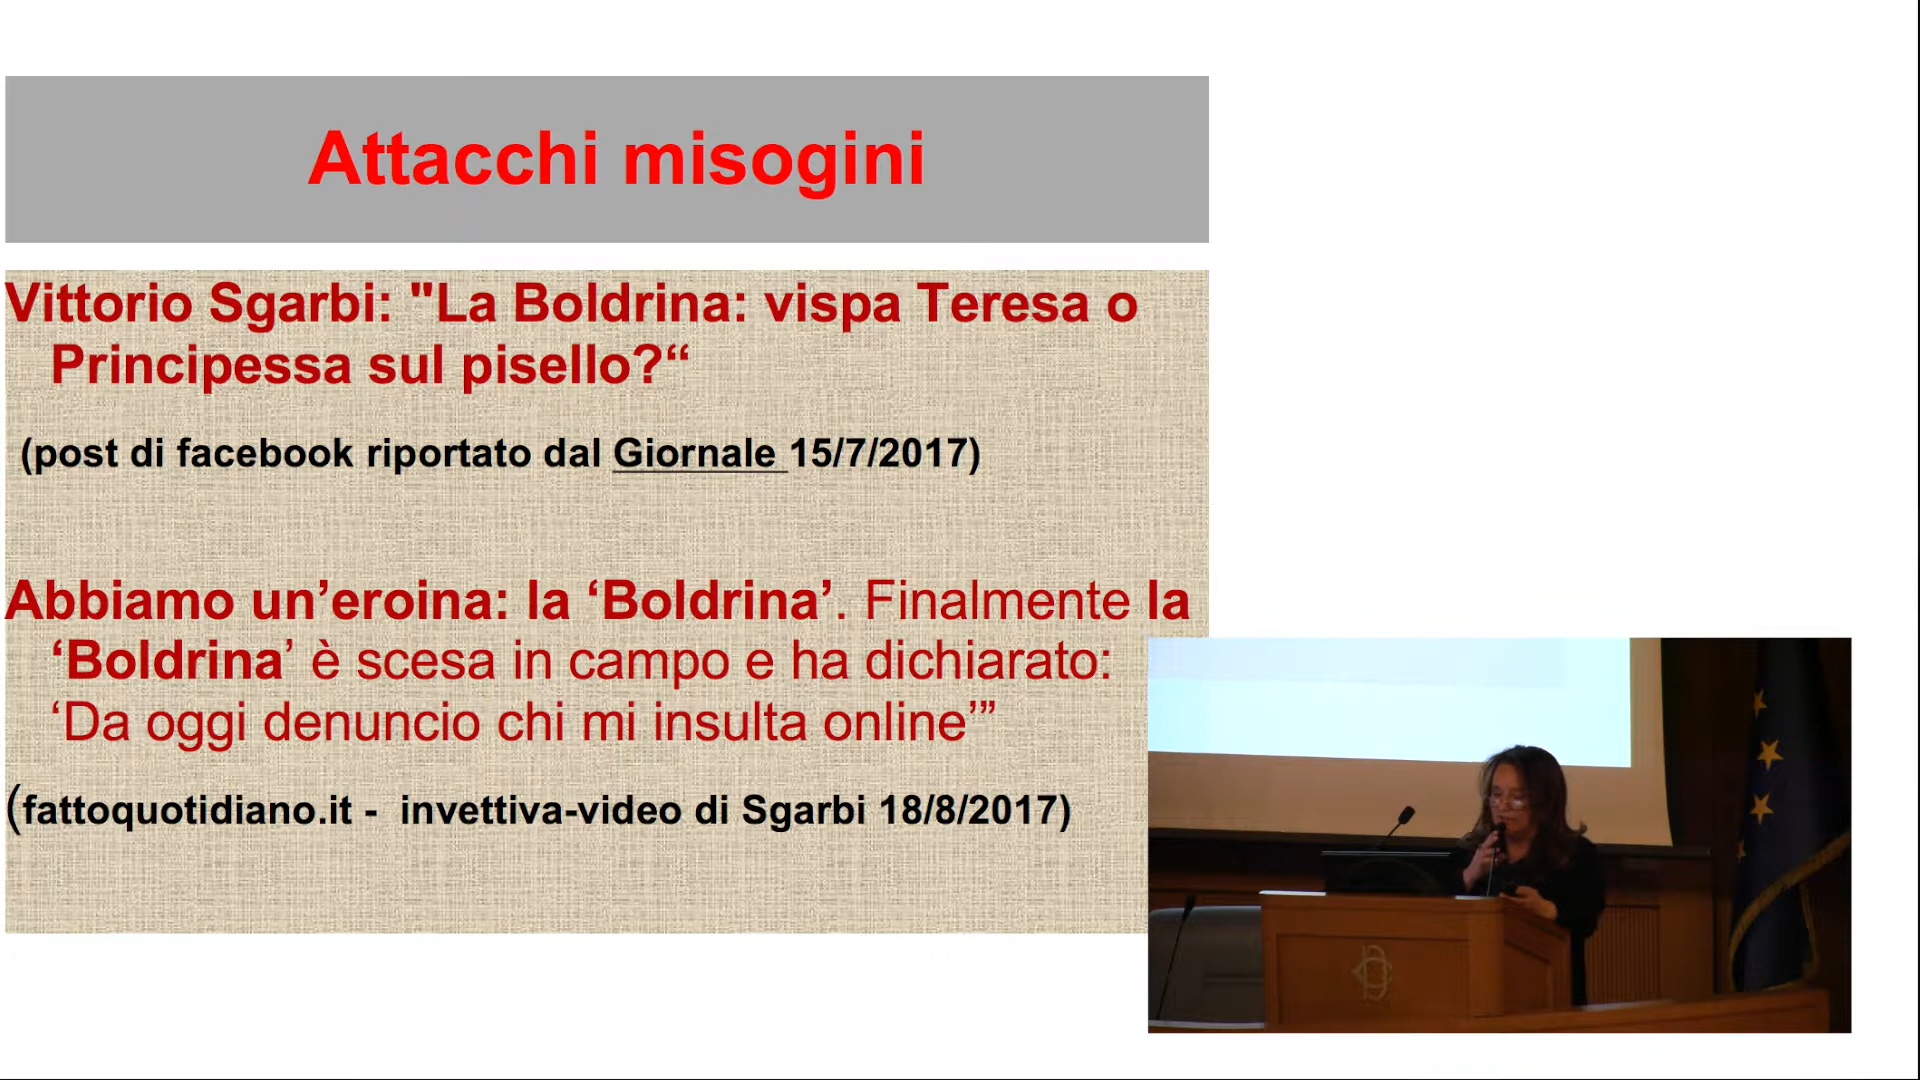 Attacchi misogini
Vittorio Sgarbi: "La Boldrina: vispa Teresa o
Principessa sul pisello?“
(post di facebook riportato dal Giornale 15/7/2017)
Abbiamo un’eroina: la ‘Boldrina’. Finalmente la
‘Boldrina’ è scesa in campo e ha dichiarato:
‘Da oggi denuncio chi mi insulta online’”
(fattoquotidiano.it - invettiva-video di Sgarbi 18/8/2017)